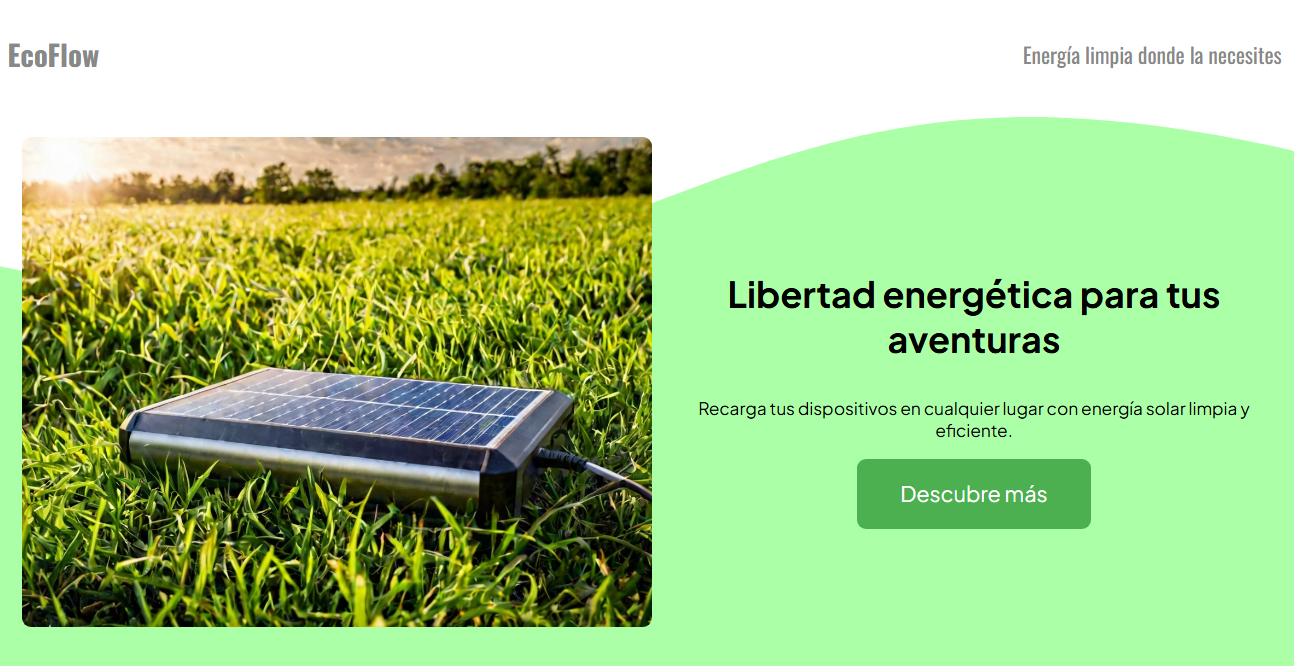 EcoFlow
Energía limpia donde la necesites
Libertad energética para tus
aventuras
Recarga tus dispositivos en cualquier lugar con energía solar limpia y
eficiente.
Descubre más